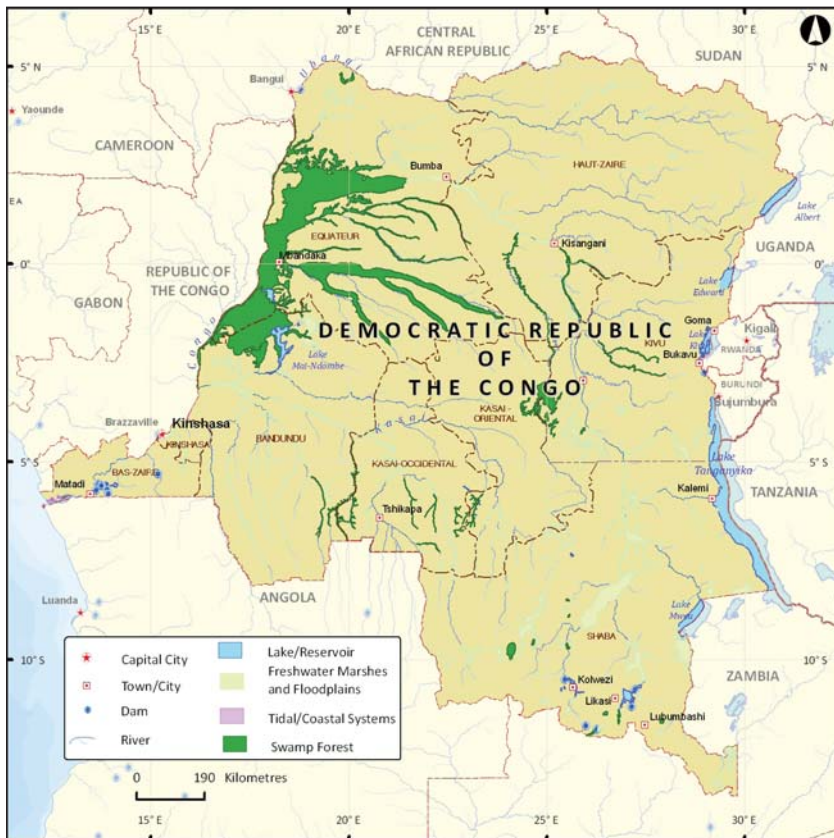 15° E
20° E
25° E
30° E
CENTRAL
AFRICAN REPUBLIC
SUDAN
5° N
5° N
Bangui
Ubangi
Yaounde
CAMEROON
Bumba
HAUT-ZAIRE
Lake
Albert
EA
EQUATEUR
Kisangani
UGANDA
0°
Mbandaka
0°
REPUBLIC OF
THE CONGO
GABON
Lake
Edward
Congo
Goma
Kigali
DEMOCRATIC REPUBLIC
OF
THE CONGO
Lake
Mai-Ndombe
KIVU
Bukavu
RWANDA
BURUNDI
Bujumbura
KASAI -
ORIENTAL
Kasai
Brazzaville
Kinshasa
KINSHASA
BANDUNDU
5° S
5° S
KASAI-OCCIDENTAL
BAS-ZAIRE
Matadi
Lake
Tanganyika
Kalemi
TANZANIA
Tshikapa
ANGOLA
Luanda
Lake
Mweru
SHABA
10° S
10° S
ZAMBIA
Kolwezi
Likasi
Lubumbashi
Capital City
Town/City
Dam
River
Lake/Reservoir
Freshwater Marshes
and Floodplains
Tidal/Coastal Systems
Swamp Forest
0 190 Kilometres
15° E
20° E
25° E
30° E